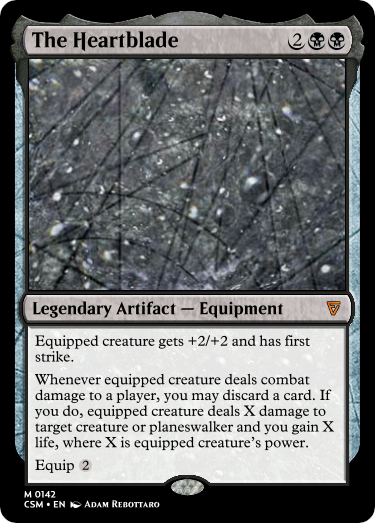 The Heartblade 2
Legendary Artifact — Equipment
Equipped creature gets +2/+2 and has first
strike.
Whenever equipped creature deals combat
damage to a player, you may discard a card. If
you do, equipped creature deals X damage to
target creature or planeswalker and you gain X
life, where X is equipped creature's power.
Equip 2
M 0142
CSM • EN Adam Rebottaro